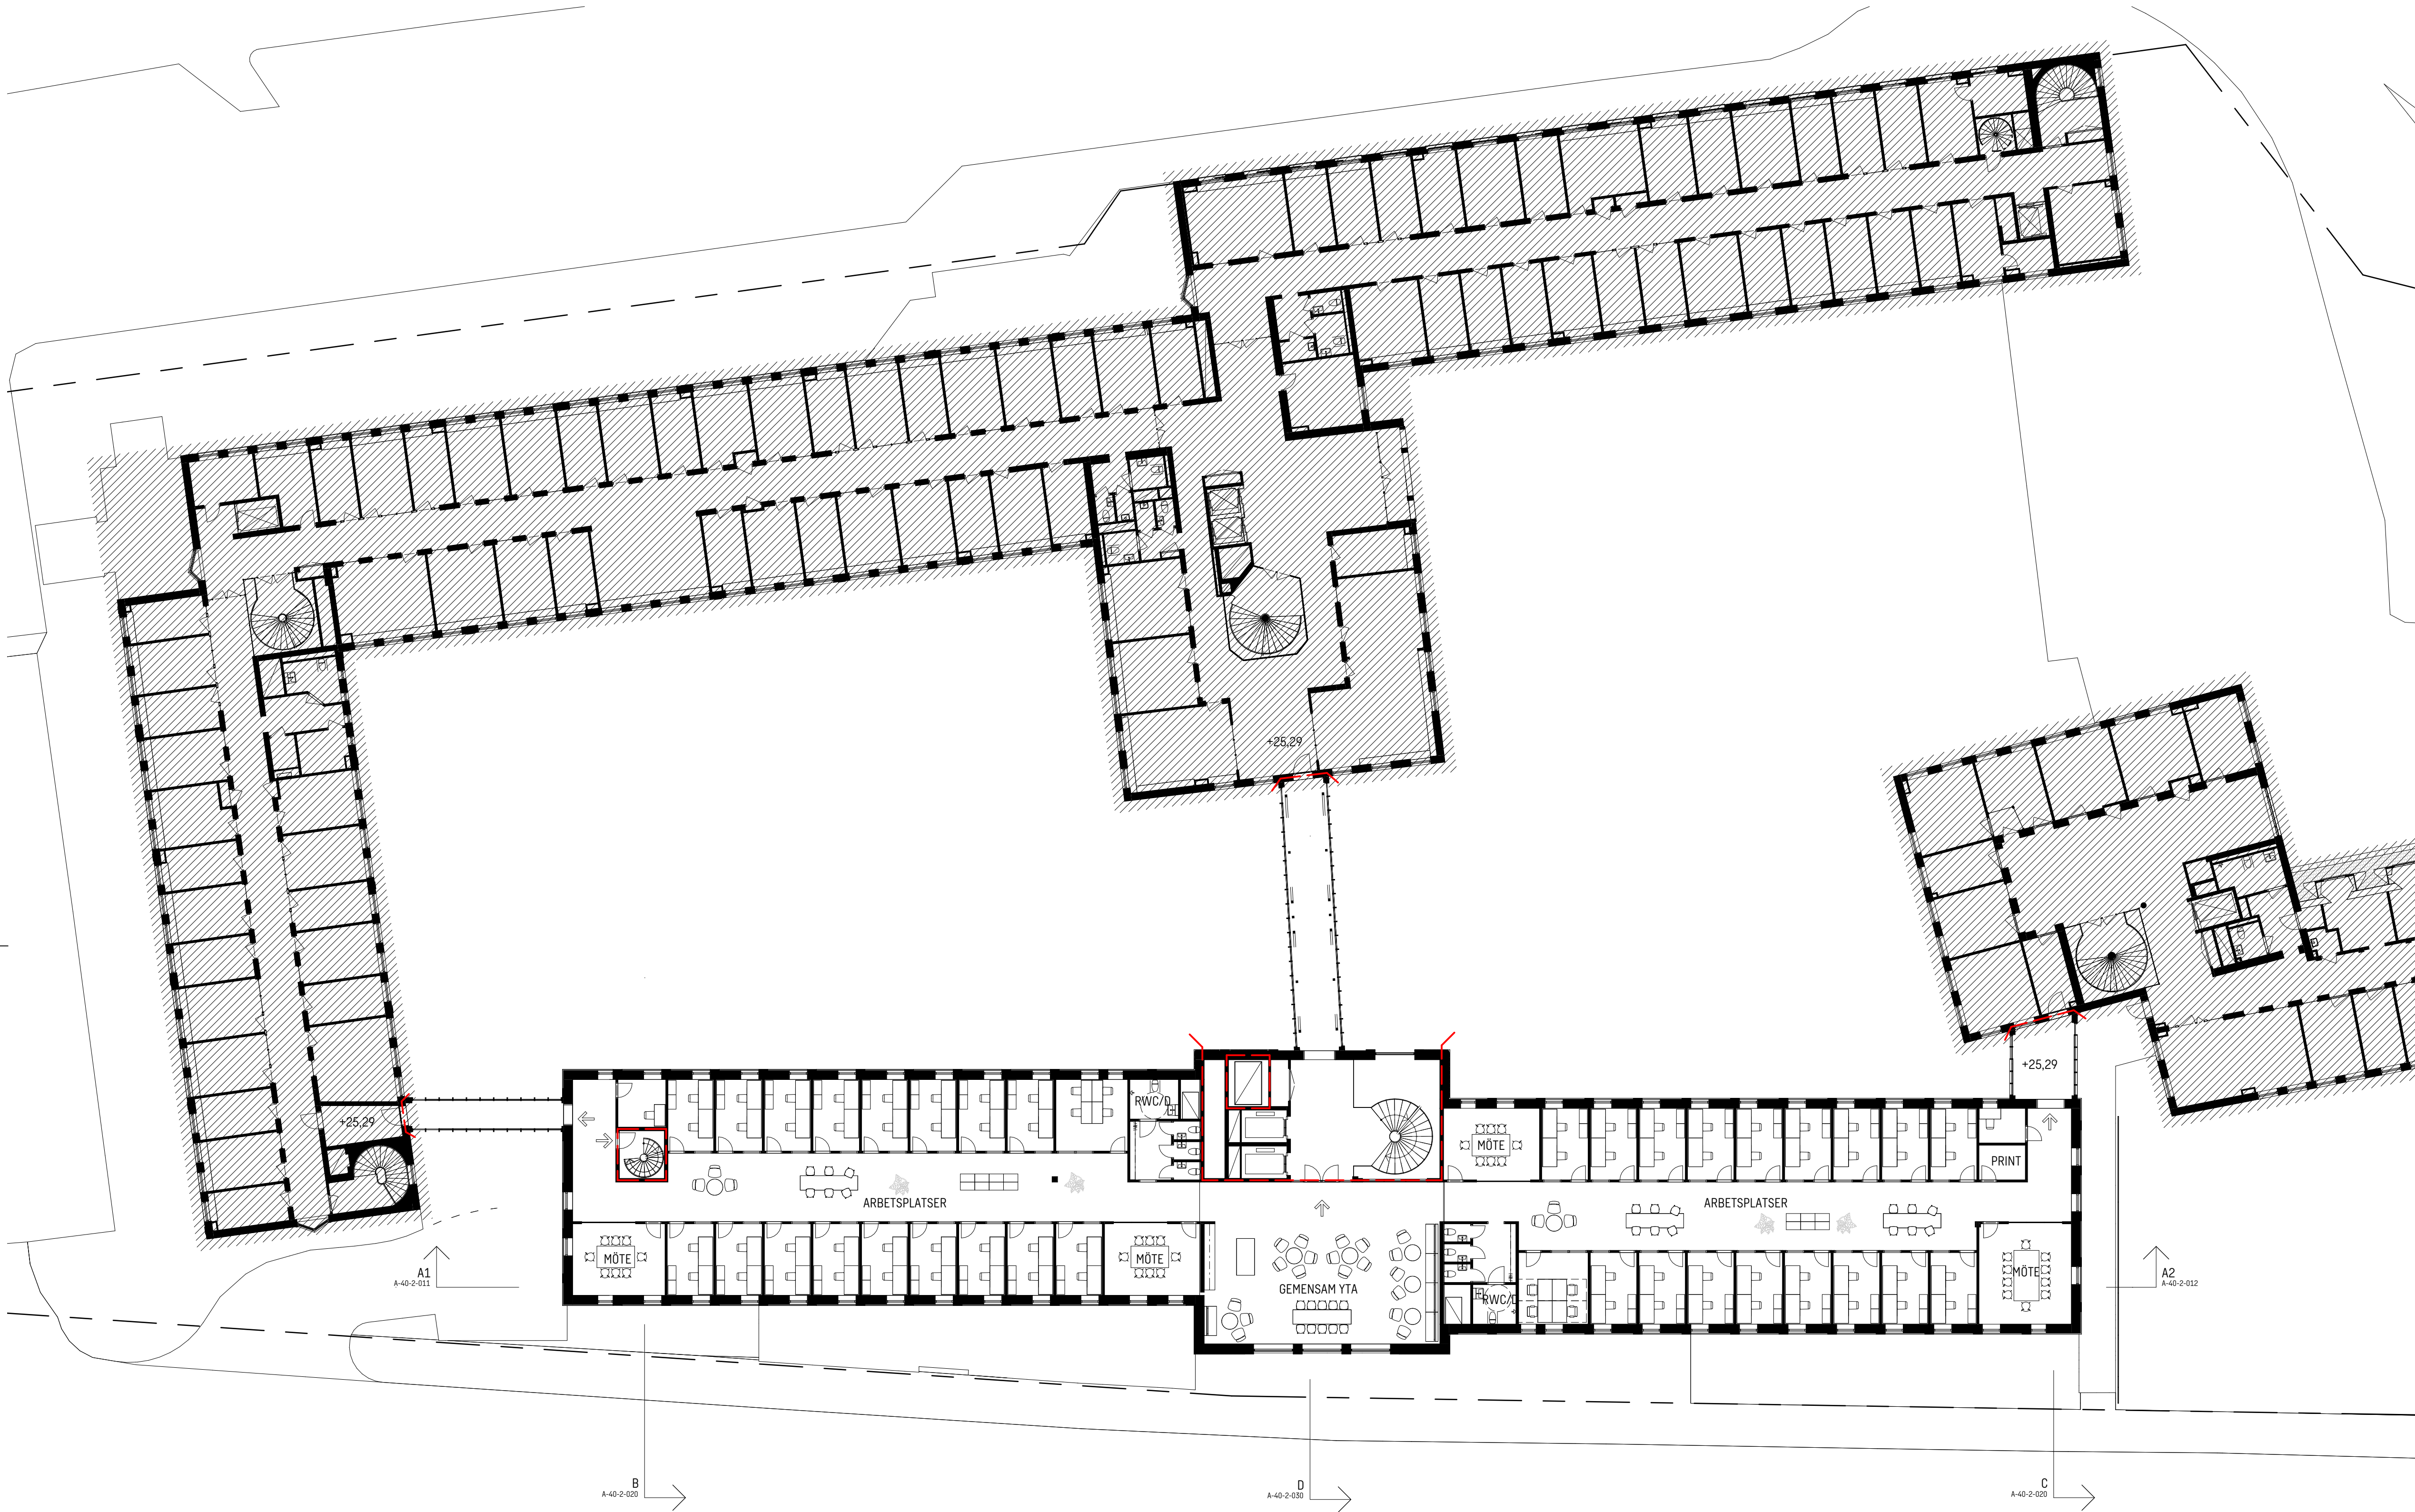 +25,29
+25,29
+25,29
RWC/D
MÖTE
PRINT
ARBETSPLATSER
ARBETSPLATSER
MÖTE
MÖTE
GEMENSAM YTA
RWC/D
MÖTE
A1
A-40-2-011
A2
A-40-2-012
B
A-40-2-020
D
A-40-2-030
C
A-40-2-020